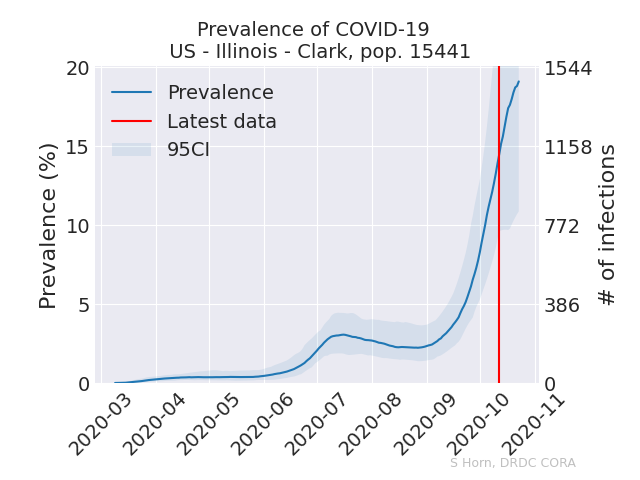 Prevalence of COVID-19
US - Illinois - Clark, pop. 15441
Prevalence
Latest data
95CI
Prevalence (%)
20
15
10
5
0
1544
1158
772
386
0
# of infections
2020-03
2020-04
2020-05
2020-06
2020-07
2020-08
2020-09
2020-10
2020-11
S Horn, DRDC CORA